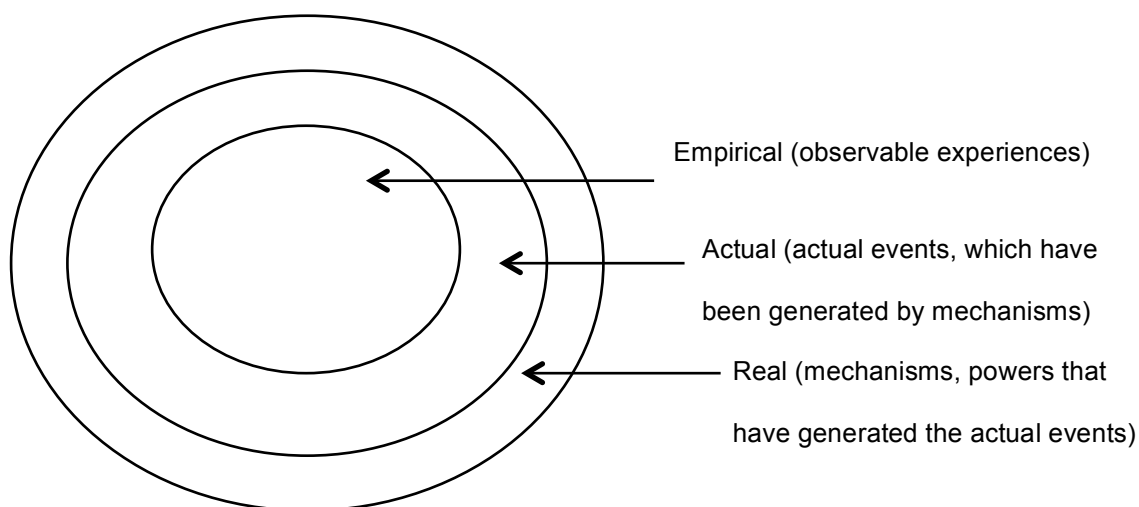 Empirical (observable experiences)
Actual (actual events, which have
been generated by mechanisms)
Real (mechanisms, powers that
have generated the actual events)